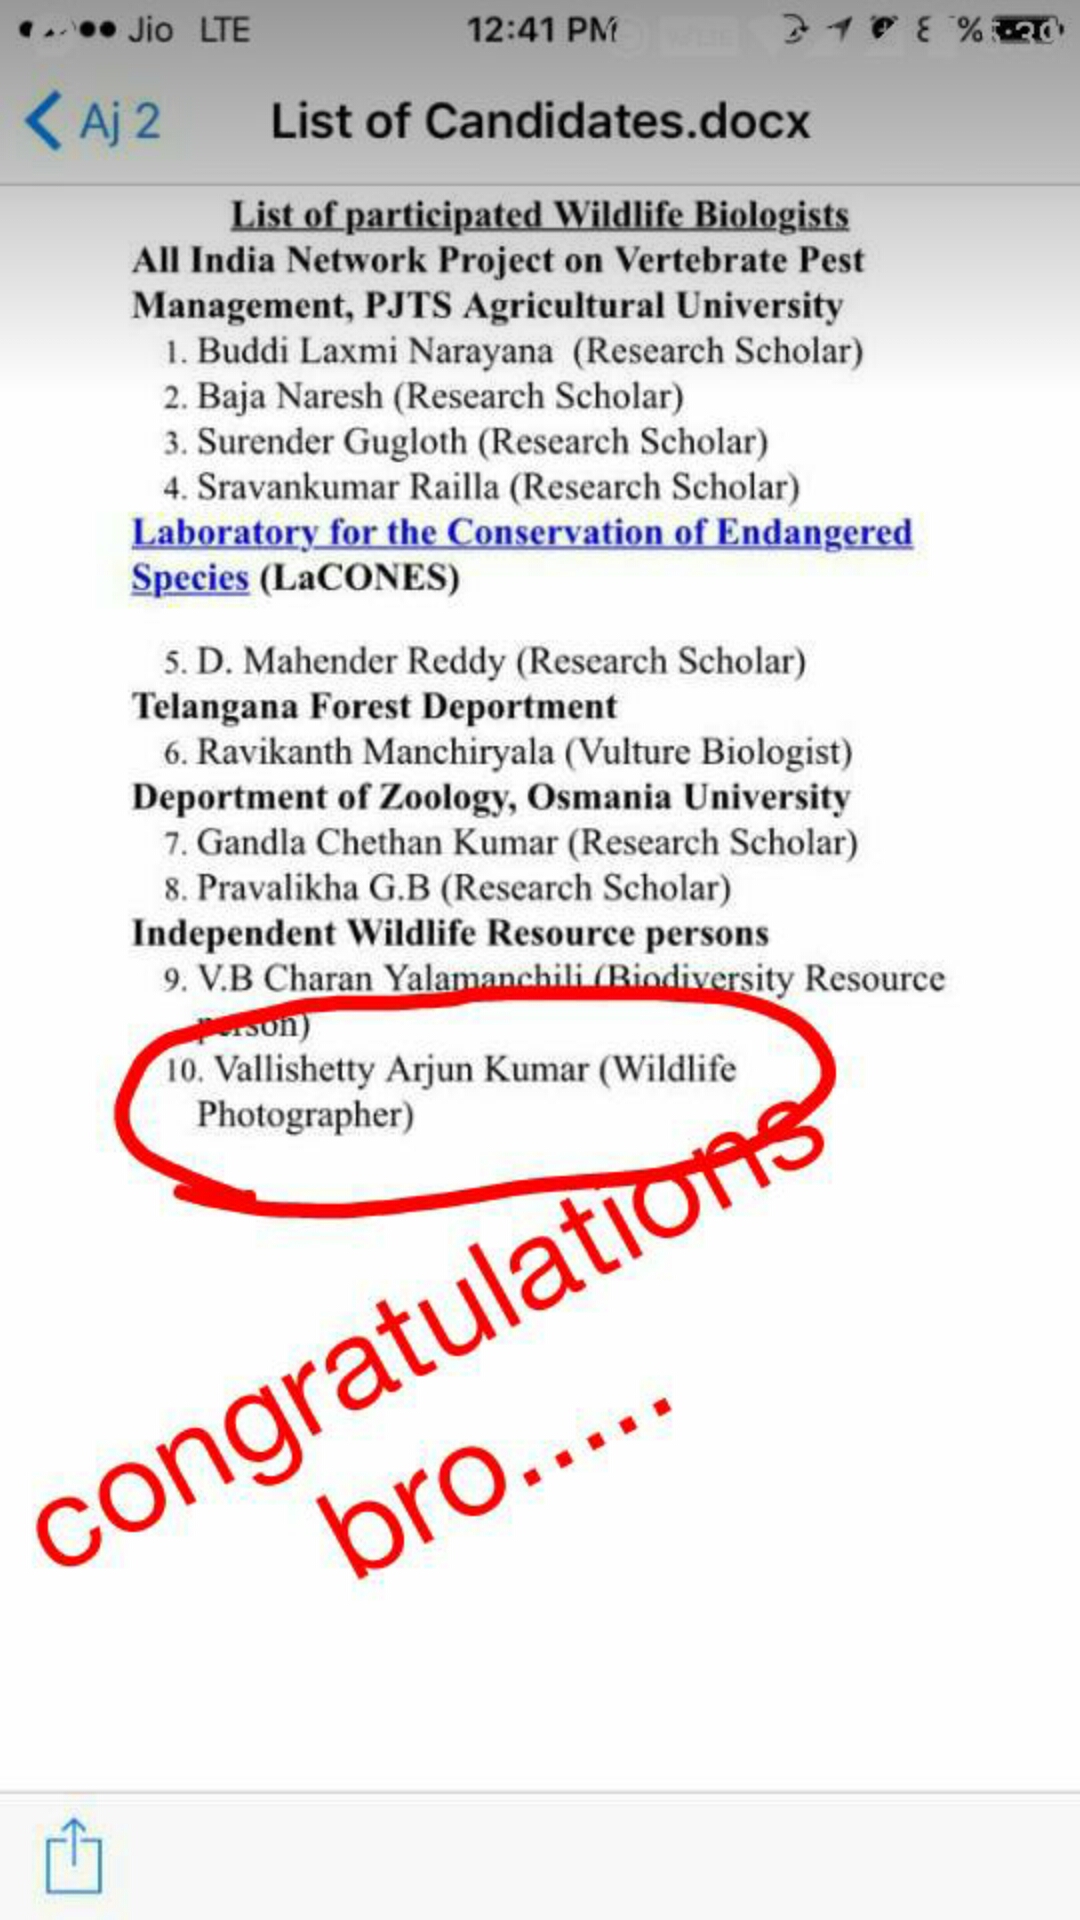 Jio LTE 12:41 PM %
Aj 2 List of Candidates.docx
List of participated Wildlife Biologists
All India Network Project on Vertebrate Pest
Management, PJTS Agricultural University
1. Buddi Laxmi Narayana (Research Scholar)
2. Baja Naresh (Research Scholar)
3. Surender Gugloth (Research Scholar)
4. Sravankumar Railla (Research Scholar)
Laboratory for the Conservation of Endangered
Species (LaCONES)
5. D. Mahender Reddy (Research Scholar)
Telangana Forest Deportment
6. Ravikanth Manchiryala (Vulture Biologist)
Deportment of Zoology, Osmania University
7. Gandla Chethan Kumar (Research Scholar)
8. Pravalikha G.B (Research Scholar)
Independent Wildlife Resource persons
9. V.B Charan Yalamanchili (Biodiversity Resource
person)
10. Vallishetty Arjun Kumar (Wildlife
Photographer)
congratulations
bro.....